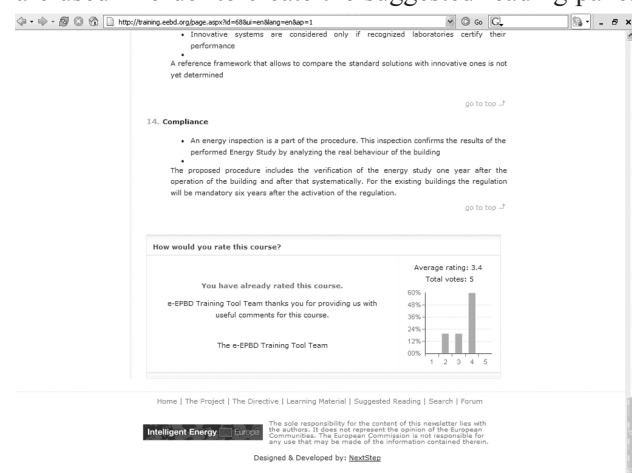 http://training.eebd.org/page.aspx?id=68&ui=en&lang=en&ap=1
Go
• Innovative systems are considered only if recognized laboratories certify their
performance
•
A reference framework that allows to compare the standard solutions with innovative ones is not
yet determined
go to top
14. Compliance
• An energy inspection is a part of the procedure. This inspection confirms the results of the
performed Energy Study by analyzing the real behaviour of the building
•
The proposed procedure includes the verification of the energy study one year after the
operation of the building and after that systematically. For the existing buildings the regulation
will be mandatory six years after the activation of the regulation.
go to top
How would you rate this course?
You have already rated this course.
e-EPBD Training Tool Team thanks you for providing us with
useful comments for this course.
The e-EPBD Training Tool Team
Average rating: 3.4
Total votes: 5
60%
48%
36%
24%
12%
00%
1 2 3 4 5
Home | The Project | The Directive | Learning Material | Suggested Reading | Search | Forum
Intelligent Energy Europe
The sole responsibility for the content of this newsletter lies with
the authors. It does not represent the opinion of the European
Communities. The European Commission is not responsible for
any use that may be made of the information contained therein.
Designed & Developed by: NextStep